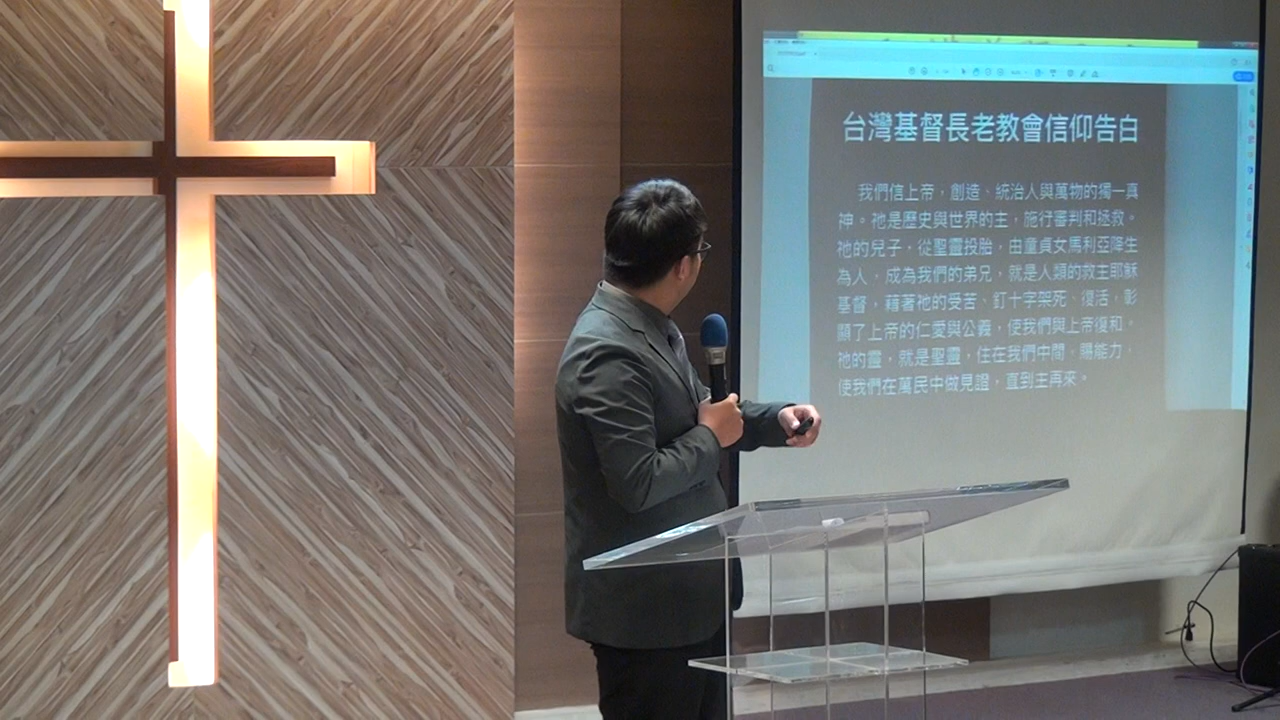 台灣基督長老教會信仰告白
我們信上帝，創造、統治人與萬物的獨一真
神。祂是歷史與世界的主，施行審判和拯救。
祂的兒子，從聖靈投胎，由童貞女馬利亞降生
為人，成為我們的弟兄，就是人類的救主耶穌
基督，藉著祂的受苦、釘十字架死、復活，彰
顯了上帝的仁愛與公義，使我們與上帝復和。
祂的靈，就是聖靈，住在我們中間，賜能力，
使我們在萬民中做見證，直到主再來。